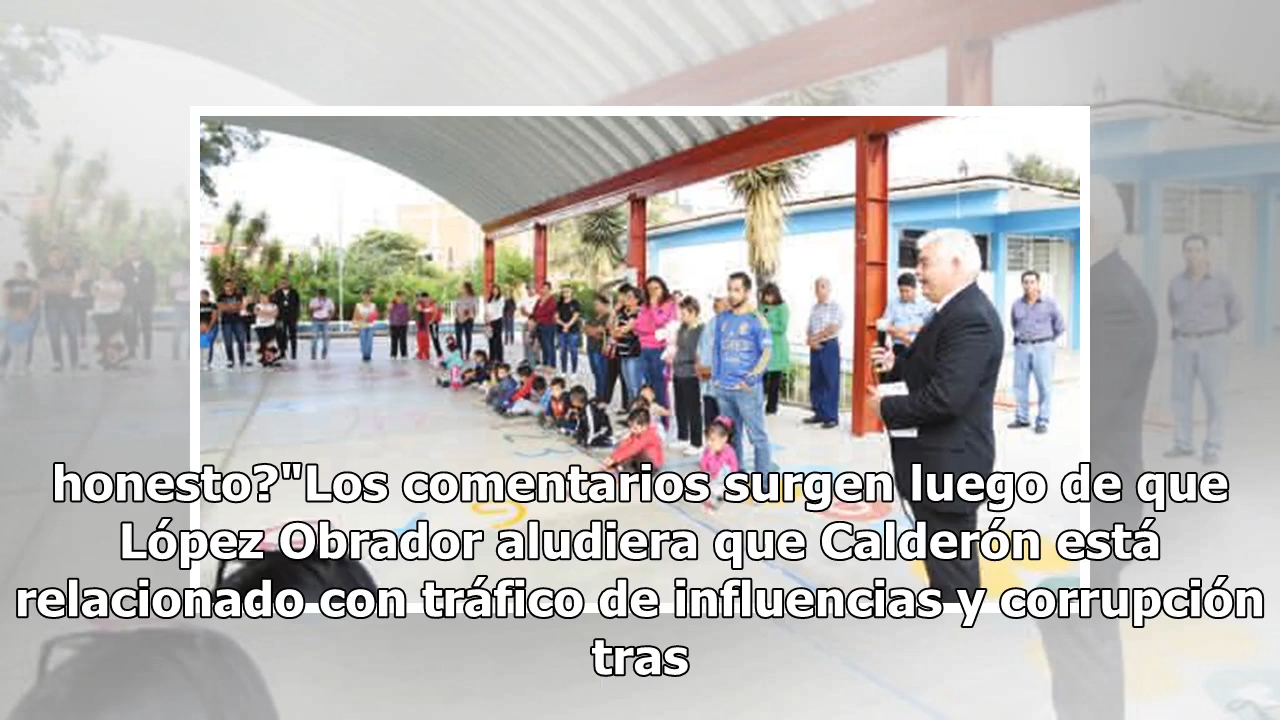 honesto?"Los comentarios surgen luego de que
López Obrador aludiera que Calderón está
relacionado con tráfico de influencias y corrupción
tras